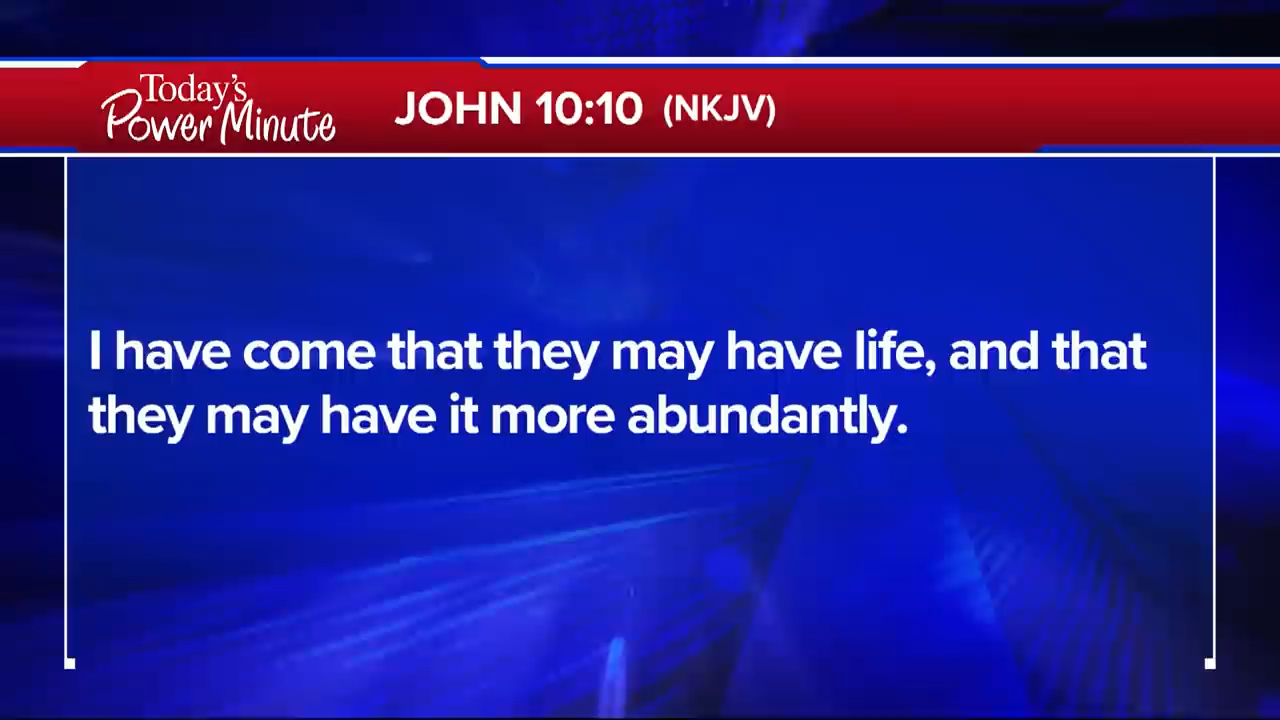 Today's
Power Minute
JOHN 10:10 (NKJV)
I have come that they may have life, and that
they may have it more abundantly.